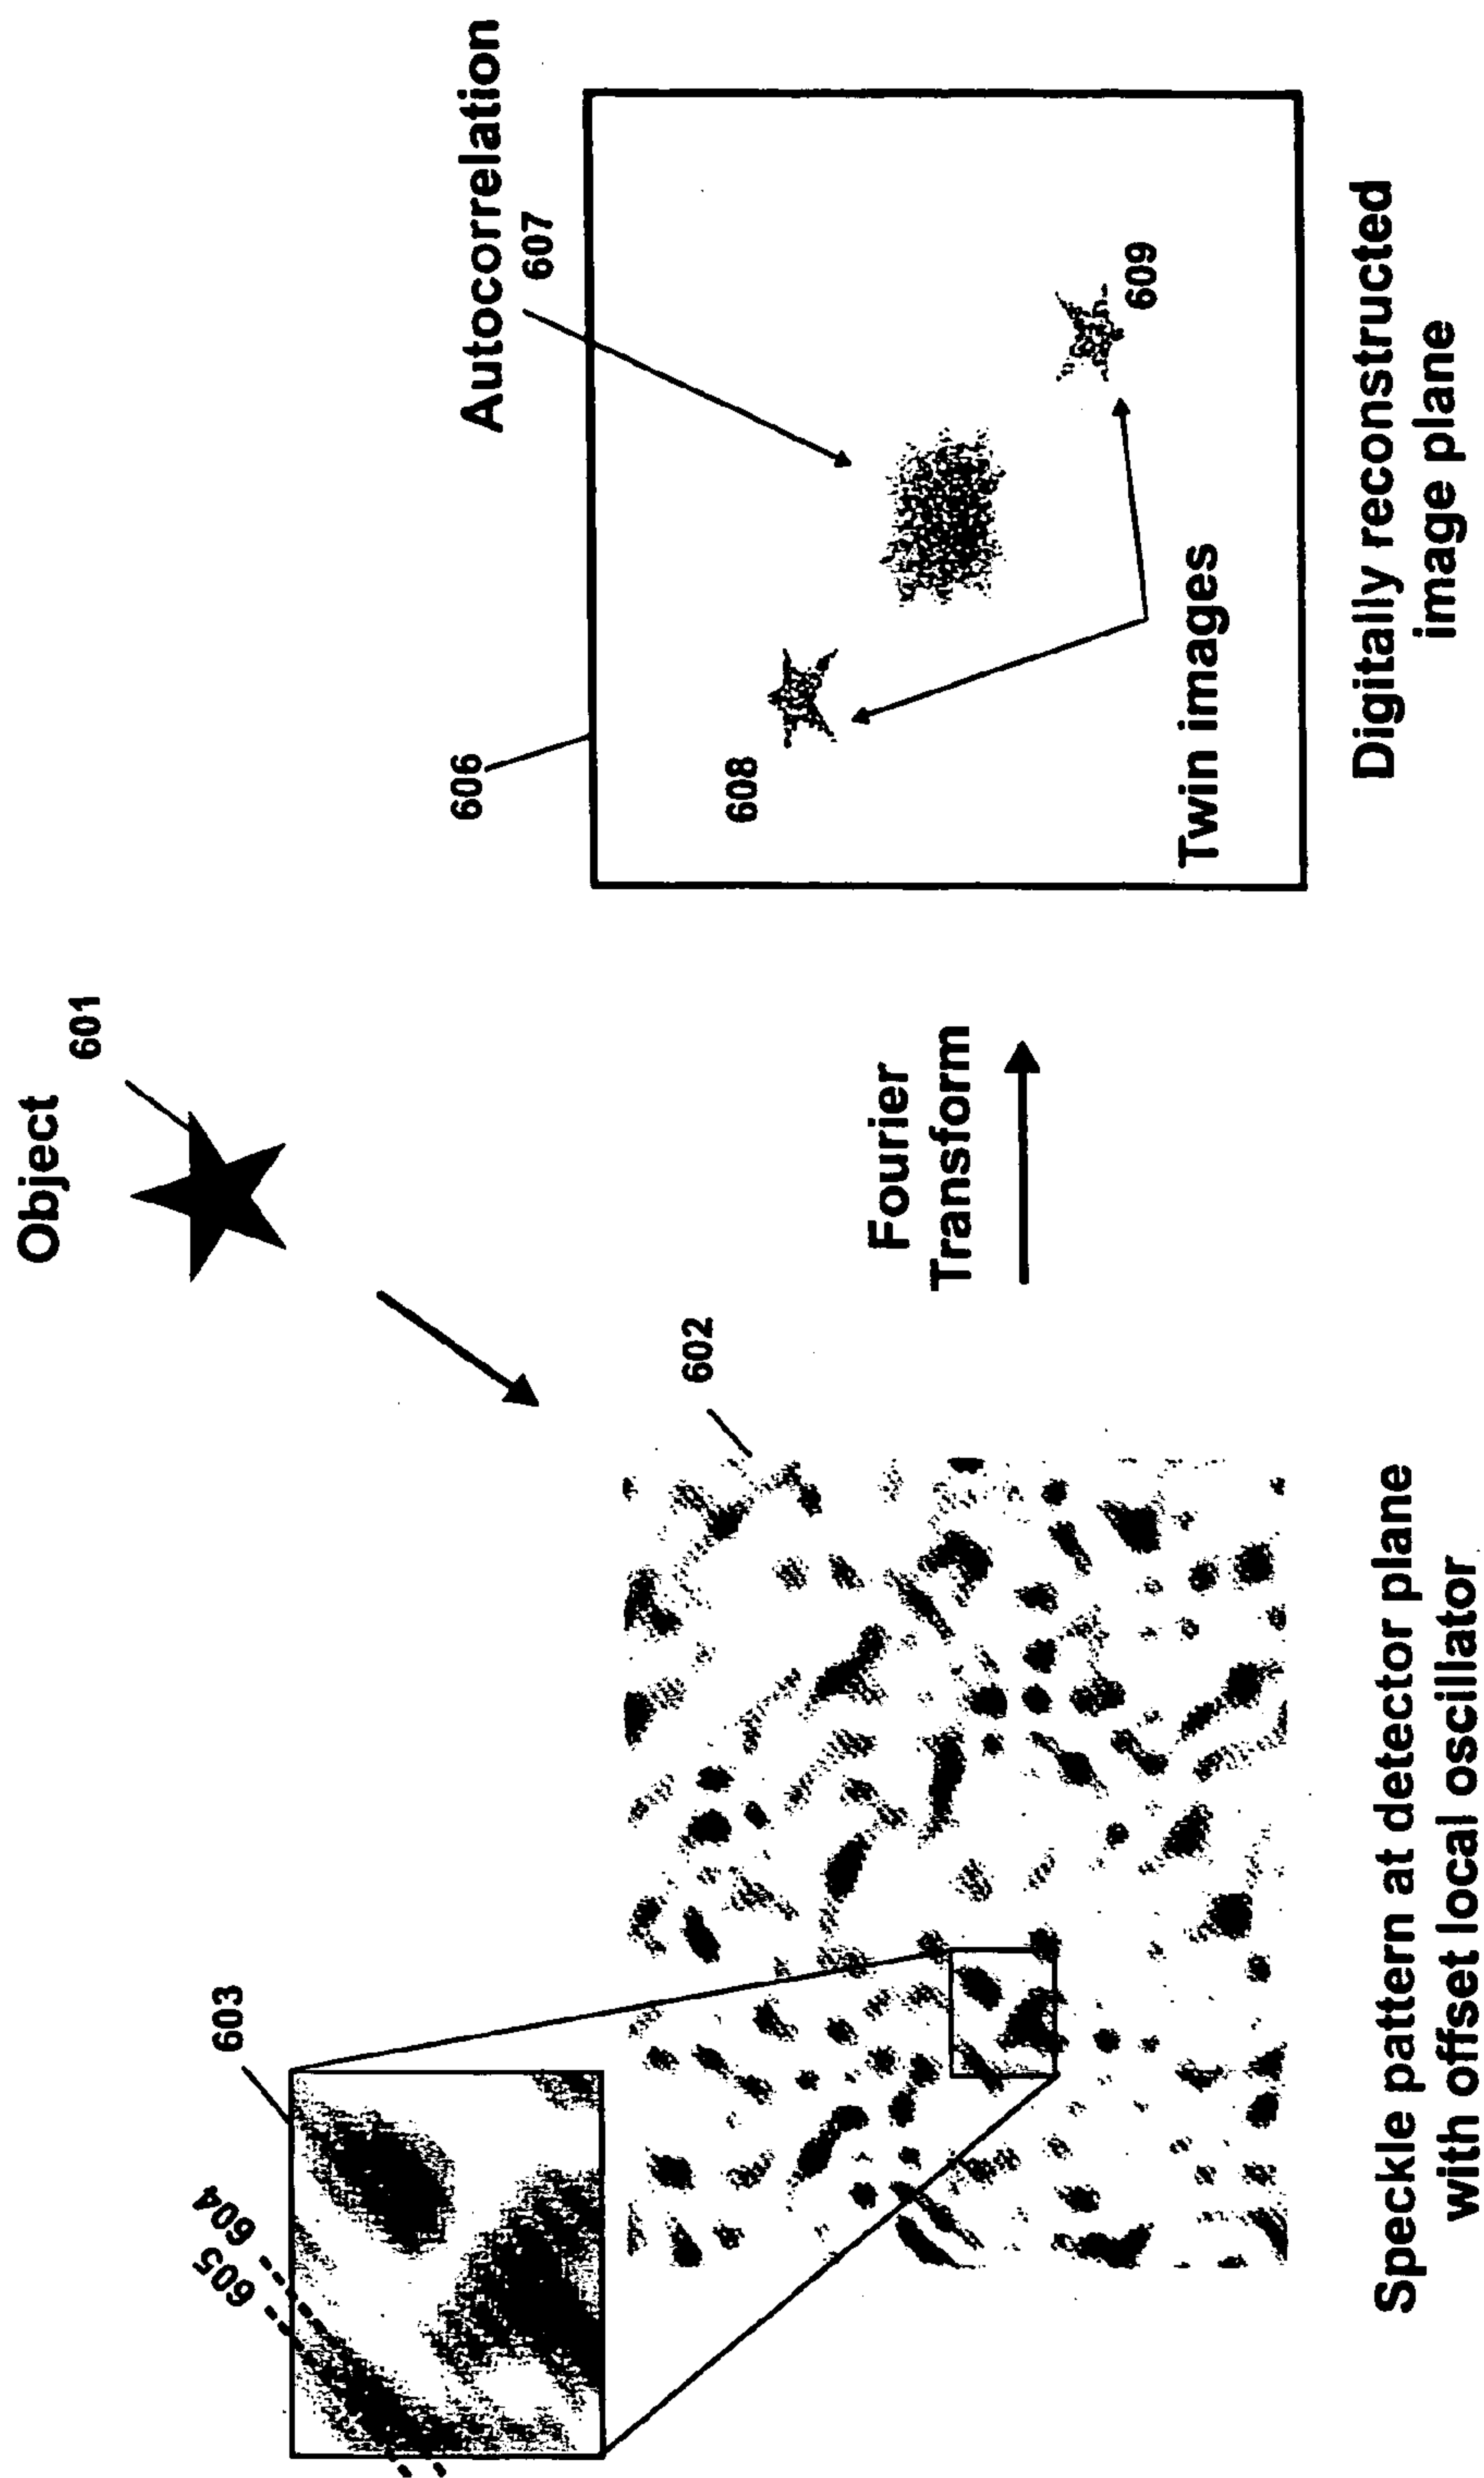 Object
601
603
604
605
602
Speckle pattern at detector plane
with offset local oscillator
Fourier
Transform
606
Autocorrelation
607
608
609
Twin images
Digitally reconstructed
image plane